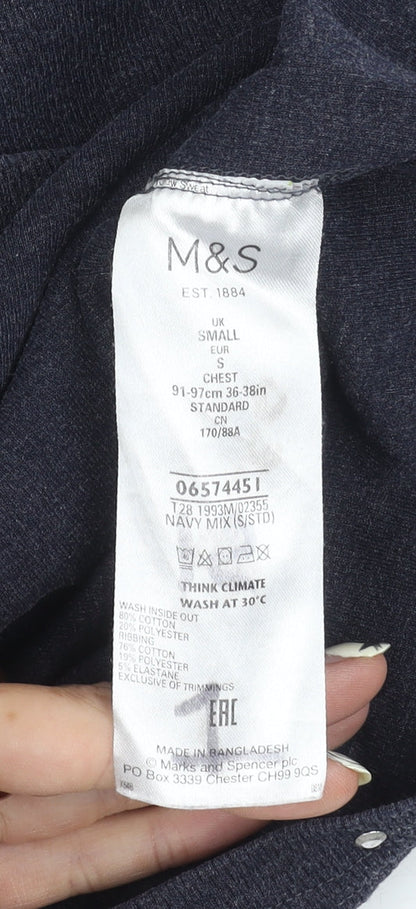 M&S
EST. 1884
UK
SMALL
EUR
S
CHEST
91-97cm 36-38in
STANDARD
CN
170/88A
06574451
T28 1993M/02355
NAVY MIX (S/STD)
THINK CLIMATE
WASH AT 30°C
WASH INSIDE OUT
80% COTTON
20% POLYESTER
RIBBING
76% COTTON
19% POLYESTER
5% ELASTANE
EXCLUSIVE OF TRIMMINGS
EAC
MADE IN BANGLADESH
© Marks and Spencer plc
PO Box 3339 Chester CH99 9QS